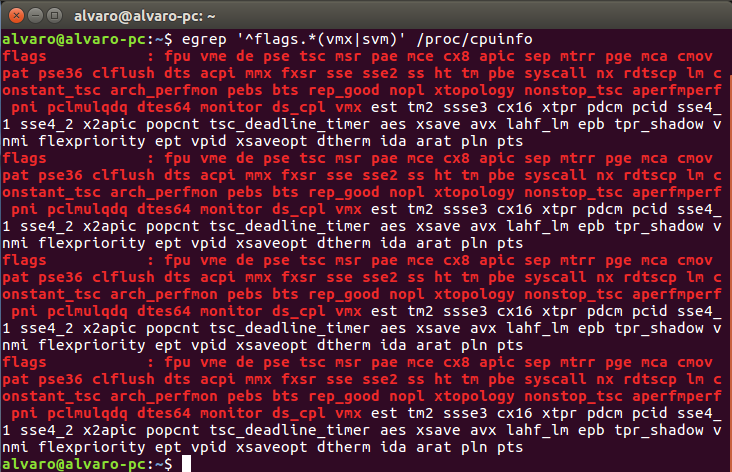 alvaro@alvaro-pc: ~
alvaro@alvaro-pc:~$ egrep '^flags.*(vmx|svm)' /proc/cpuinfo
flags           : fpu vme de pse tsc msr pae mce cx8 apic sep mtrr pge mca cmov
pat pse36 clflush dts acpi mmx fxsr sse sse2 ss ht tm pbe syscall nx rdtscp lm c
onstant_tsc arch_perfmon pebs bts rep_good nopl xtopology nonstop_tsc aperfmperf
 pni pclmulqdq dtes64 monitor ds_cpl vmx est tm2 ssse3 cx16 xtpr pdcm pcid sse4_
1 sse4_2 x2apic popcnt tsc_deadline_timer aes xsave avx lahf_lm epb tpr_shadow v
nmi flexpriority ept vpid xsaveopt dtherm ida arat pln pts
flags           : fpu vme de pse tsc msr pae mce cx8 apic sep mtrr pge mca cmov
pat pse36 clflush dts acpi mmx fxsr sse sse2 ss ht tm pbe syscall nx rdtscp lm c
onstant_tsc arch_perfmon pebs bts rep_good nopl xtopology nonstop_tsc aperfmperf
 pni pclmulqdq dtes64 monitor ds_cpl vmx est tm2 ssse3 cx16 xtpr pdcm pcid sse4_
1 sse4_2 x2apic popcnt tsc_deadline_timer aes xsave avx lahf_lm epb tpr_shadow v
nmi flexpriority ept vpid xsaveopt dtherm ida arat pln pts
flags           : fpu vme de pse tsc msr pae mce cx8 apic sep mtrr pge mca cmov
pat pse36 clflush dts acpi mmx fxsr sse sse2 ss ht tm pbe syscall nx rdtscp lm c
onstant_tsc arch_perfmon pebs bts rep_good nopl xtopology nonstop_tsc aperfmperf
 pni pclmulqdq dtes64 monitor ds_cpl vmx est tm2 ssse3 cx16 xtpr pdcm pcid sse4_
1 sse4_2 x2apic popcnt tsc_deadline_timer aes xsave avx lahf_lm epb tpr_shadow v
nmi flexpriority ept vpid xsaveopt dtherm ida arat pln pts
flags           : fpu vme de pse tsc msr pae mce cx8 apic sep mtrr pge mca cmov
pat pse36 clflush dts acpi mmx fxsr sse sse2 ss ht tm pbe syscall nx rdtscp lm c
onstant_tsc arch_perfmon pebs bts rep_good nopl xtopology nonstop_tsc aperfmperf
 pni pclmulqdq dtes64 monitor ds_cpl vmx est tm2 ssse3 cx16 xtpr pdcm pcid sse4_
1 sse4_2 x2apic popcnt tsc_deadline_timer aes xsave avx lahf_lm epb tpr_shadow v
nmi flexpriority ept vpid xsaveopt dtherm ida arat pln pts
alvaro@alvaro-pc:~$